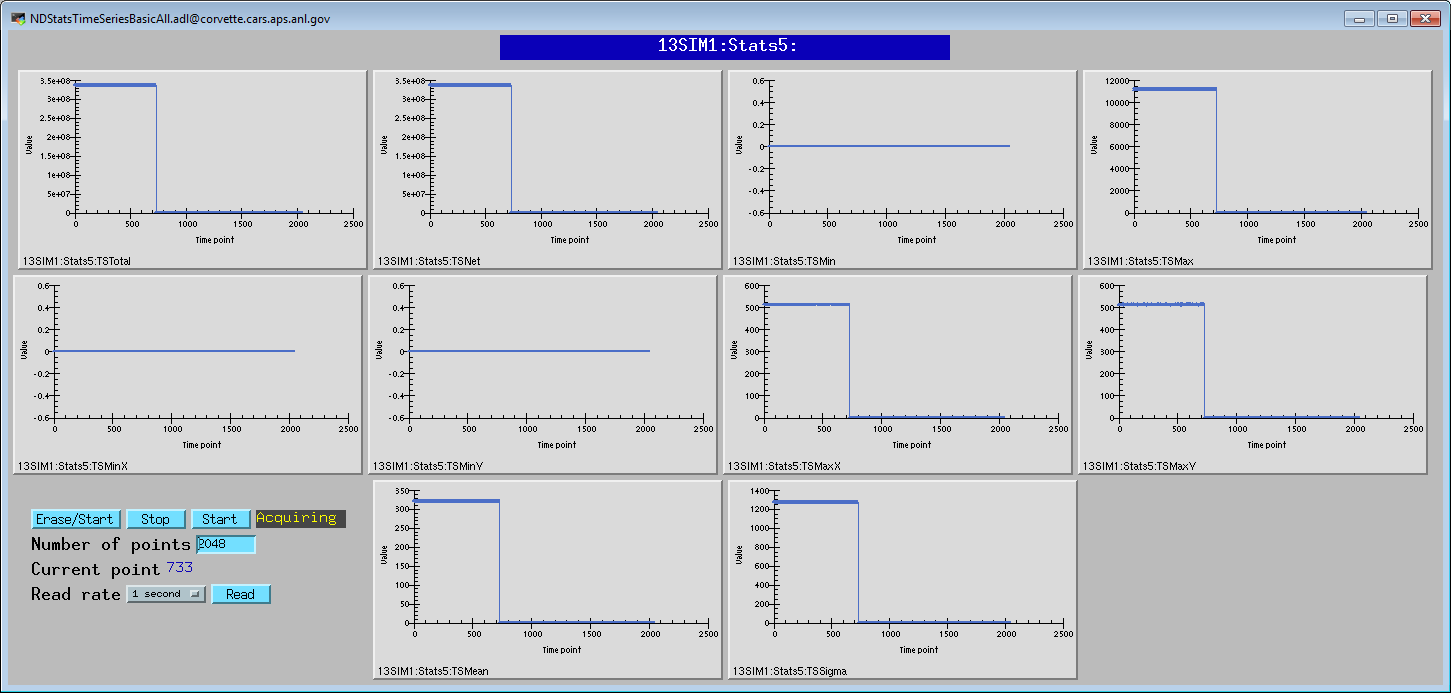 NDStatsTimeSeriesBasicAll.adl@corvette.cars.aps.anl.gov
13SIM1:Stats5:
3.5e+08
3e+08
2.5e+08
2e+08
1.5e+08
1e+08
5e+07
0
Value
0 500 1000 1500 2000 2500
Time point
13SIM1:Stats5:TSTotal
3.5e+08
3e+08
2.5e+08
2e+08
1.5e+08
1e+08
5e+07
0
Value
0 500 1000 1500 2000 2500
Time point
13SIM1:Stats5:TSNet
0.6
0.4
0.2
0
-0.2
-0.4
-0.6
Value
0 500 1000 1500 2000 2500
Time point
13SIM1:Stats5:TSMin
12000
10000
8000
6000
4000
2000
0
Value
0 500 1000 1500 2000 2500
Time point
13SIM1:Stats5:TSMax
0.6
0.4
0.2
0
-0.2
-0.4
-0.6
Value
0 500 1000 1500 2000 2500
Time point
13SIM1:Stats5:TSMinX
0.6
0.4
0.2
0
-0.2
-0.4
-0.6
Value
0 500 1000 1500 2000 2500
Time point
13SIM1:Stats5:TSMinY
600
500
400
300
200
100
0
Value
0 500 1000 1500 2000 2500
Time point
13SIM1:Stats5:TSMaxX
600
500
400
300
200
100
0
Value
0 500 1000 1500 2000 2500
Time point
13SIM1:Stats5:TSMaxY
Erase/Start Stop Start Acquiring
Number of points 2048
Current point 733
Read rate 1 second Read
350
300
250
200
150
100
50
0
Value
0 500 1000 1500 2000 2500
Time point
13SIM1:Stats5:TSMean
1400
1200
1000
800
600
400
200
0
Value
0 500 1000 1500 2000 2500
Time point
13SIM1:Stats5:TSSigma